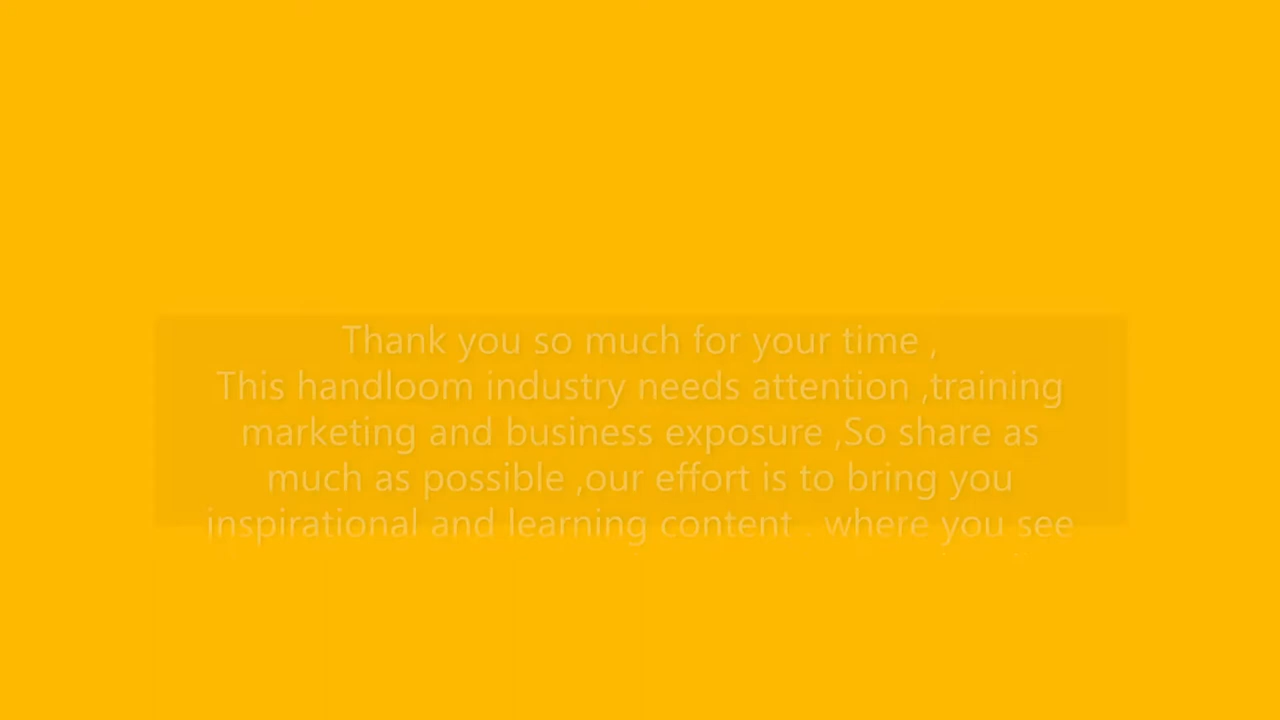 Thank you so much for your time ,
This handloom industry needs attention ,training
marketing and business exposure ,So share as
much as possible ,our effort is to bring you
inspirational and learning content . where you see